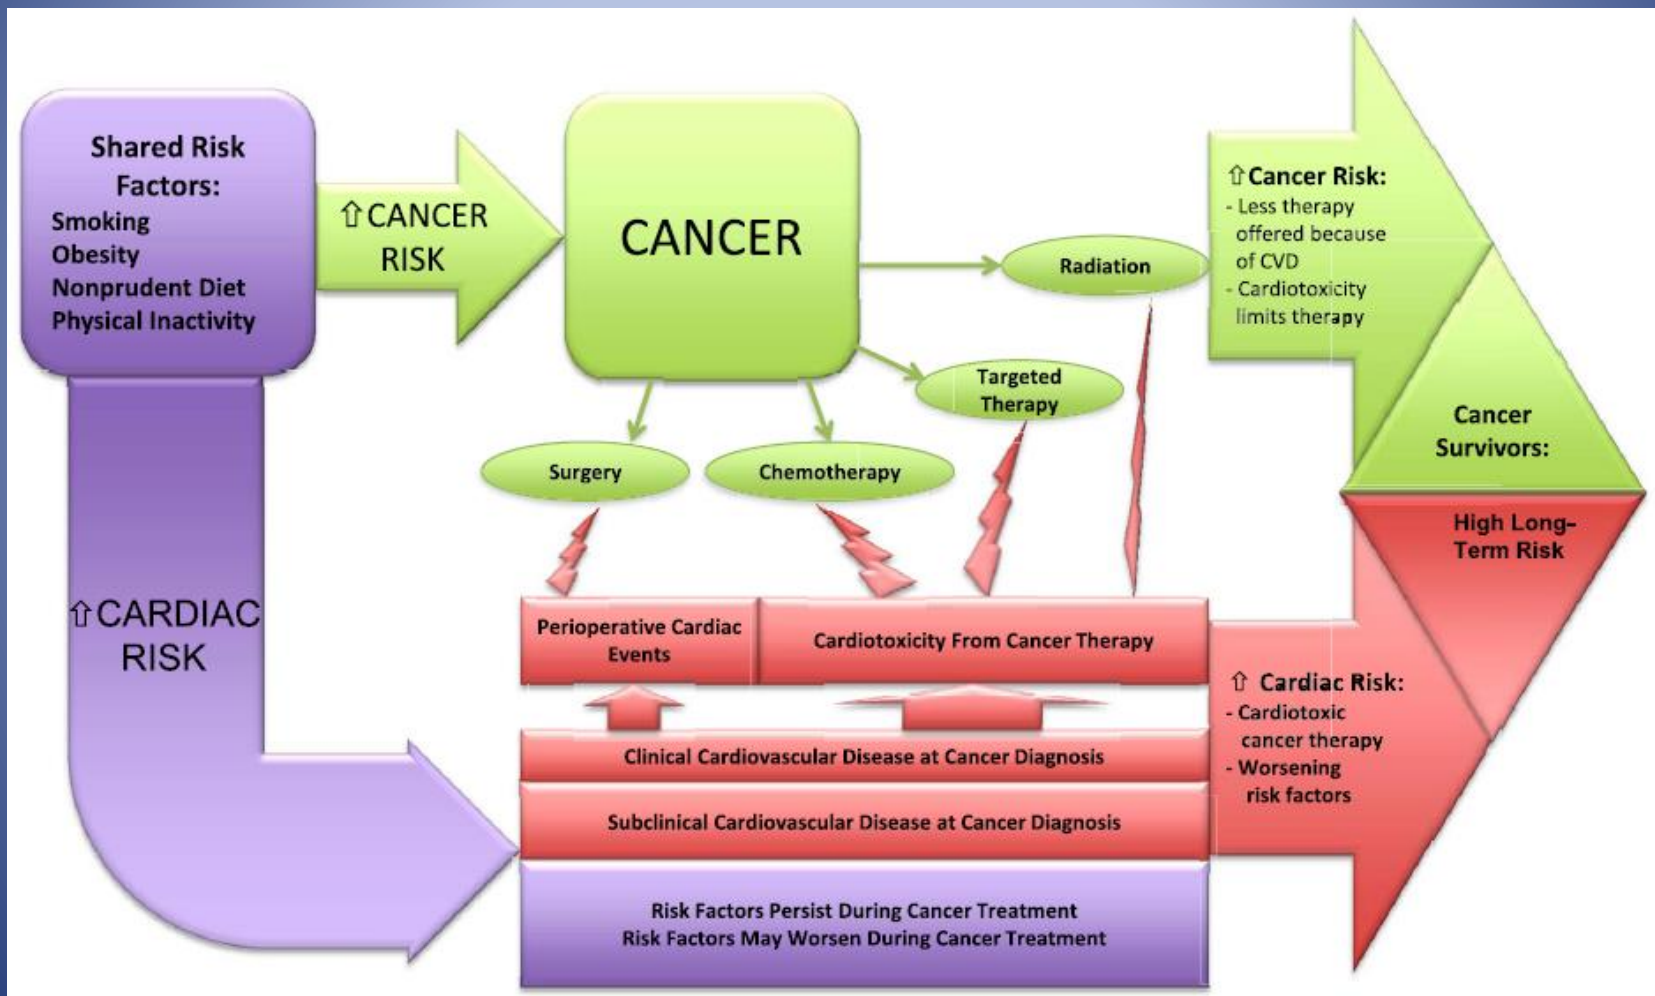 Shared Risk
Factors:
Smoking
Obesity
Nonprudent Diet
Physical Inactivity
⇧CANCER
RISK
CANCER
Radiation
Targeted
Therapy
Surgery
Chemotherapy
⇧Cancer Risk:
- Less therapy
offered because
of CVD
- Cardiotoxicity
limits therapy
Cancer
Survivors:
High Long-
Term Risk
⇧CARDIAC
RISK
Perioperative Cardiac
Events
Cardiotoxicity From Cancer Therapy
Clinical Cardiovascular Disease at Cancer Diagnosis
Subclinical Cardiovascular Disease at Cancer Diagnosis
Risk Factors Persist During Cancer Treatment
Risk Factors May Worsen During Cancer Treatment
⇧ Cardiac Risk:
- Cardiotoxic
cancer therapy
- Worsening
risk factors